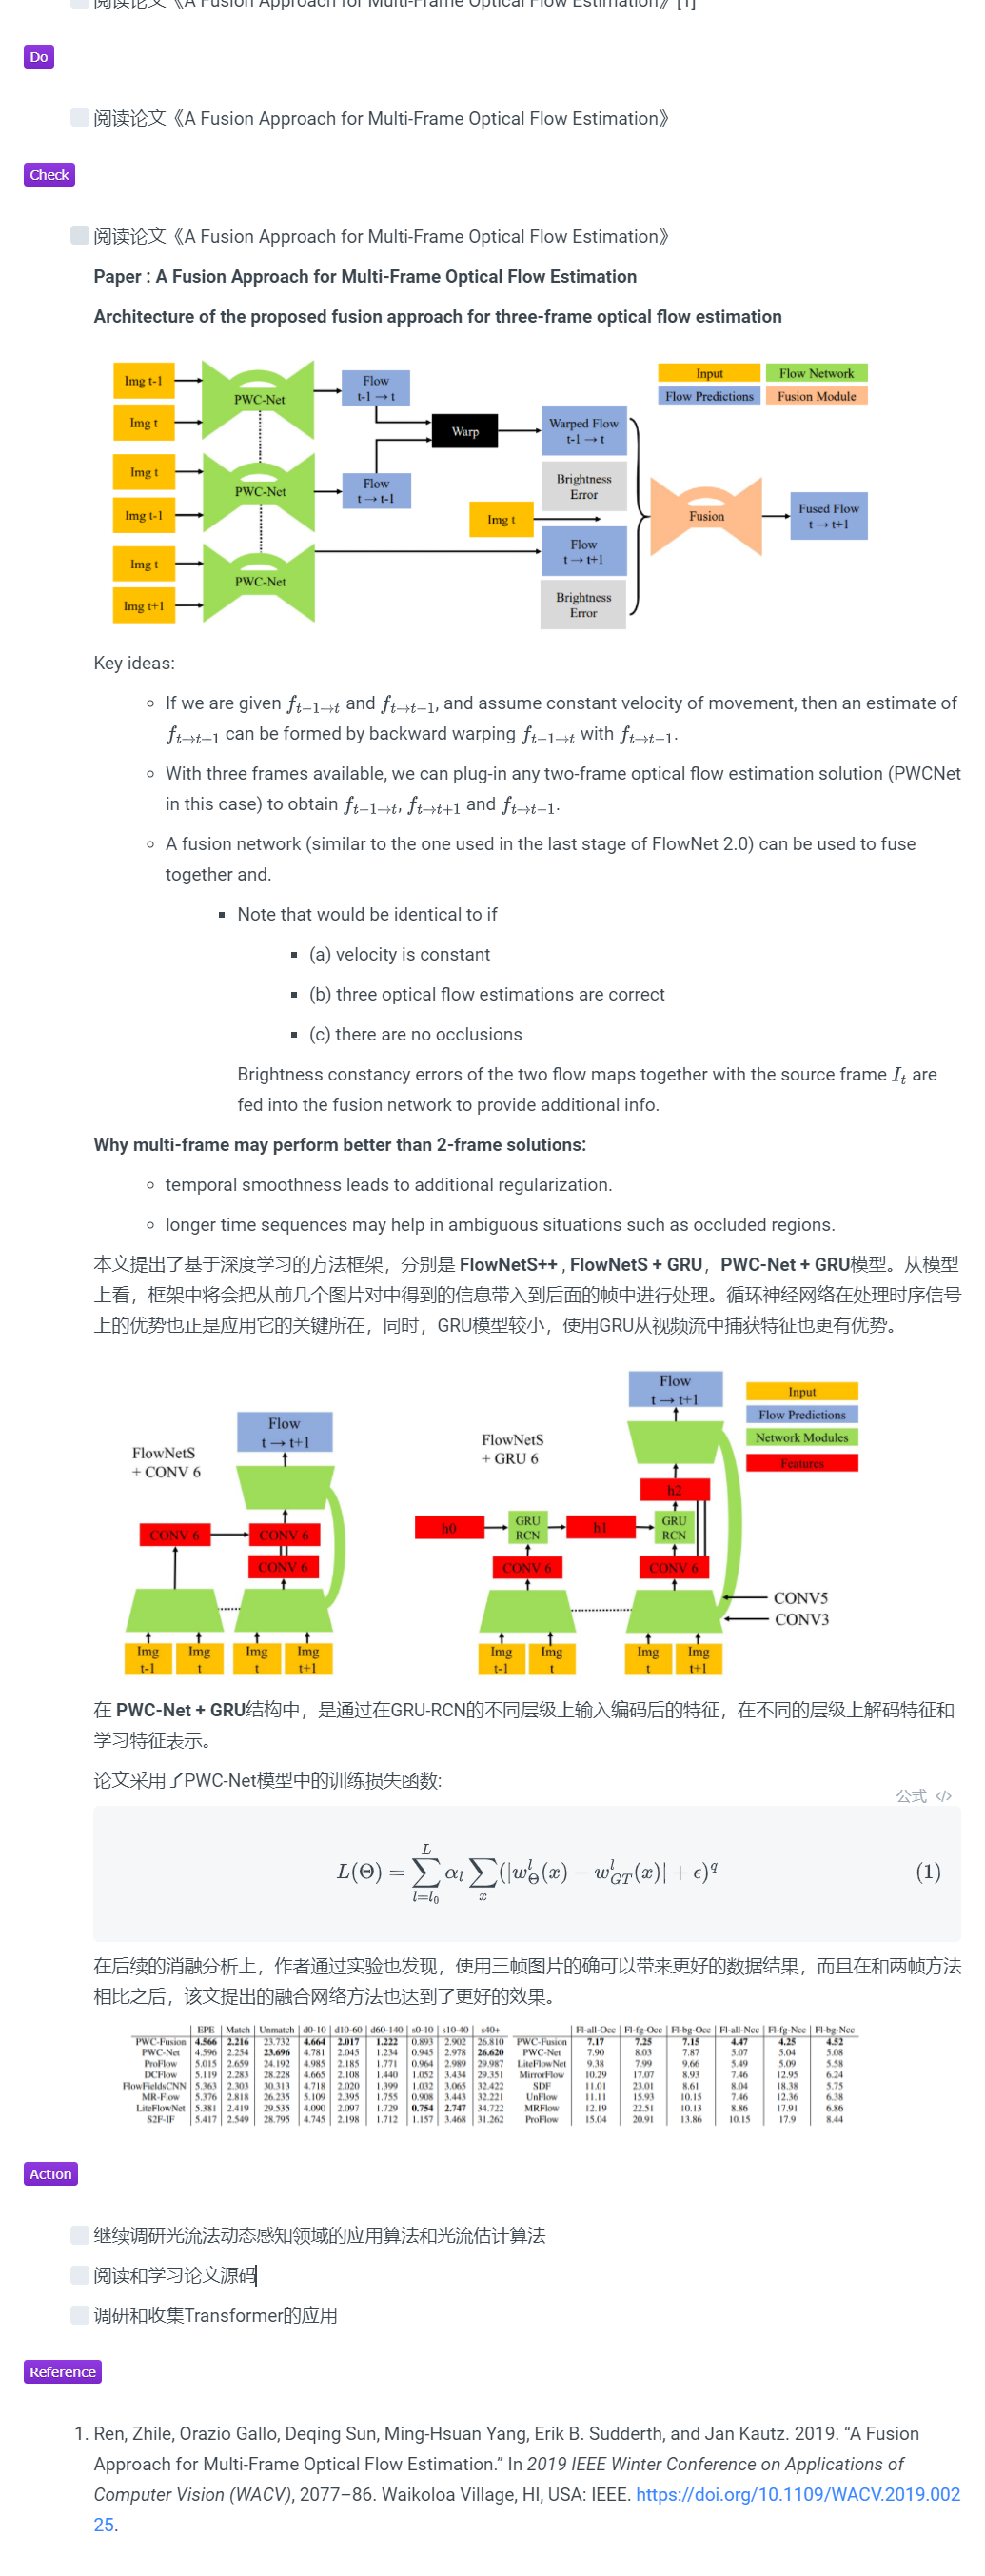 阅读论文《A Fusion Approach for Multi-Frame Optical Flow Estimation》[1]
Do
阅读论文《A Fusion Approach for Multi-Frame Optical Flow Estimation》
Check
阅读论文《A Fusion Approach for Multi-Frame Optical Flow Estimation》
Paper : A Fusion Approach for Multi-Frame Optical Flow Estimation
Architecture of the proposed fusion approach for three-frame optical flow estimation
Img t-1
Img t
PWC-Net
Flow
t-1 → t
Img t
Img t-1
PWC-Net
Flow
t → t-1
Img t
Img t+1
PWC-Net
Warp
Img t
Warped Flow
t-1 → t
Brightness
Error
Flow
t → t+1
Brightness
Error
Input
Flow Network
Flow Predictions
Fusion Module
Fusion
Fused Flow
t → t+1
Key ideas:
If we are given f_{t−1→t} and f_{t→t−1}, and assume constant velocity of movement, then an estimate of
f_{t→t+1} can be formed by backward warping f_{t−1→t} with f_{t→t−1}.
With three frames available, we can plug-in any two-frame optical flow estimation solution (PWCNet
in this case) to obtain f_{t−1→t}, f_{t→t+1} and f_{t→t−1}.
A fusion network (similar to the one used in the last stage of FlowNet 2.0) can be used to fuse
together and.
Note that would be identical to if
(a) velocity is constant
(b) three optical flow estimations are correct
(c) there are no occlusions
Brightness constancy errors of the two flow maps together with the source frame I_t are
fed into the fusion network to provide additional info.
Why multi-frame may perform better than 2-frame solutions:
temporal smoothness leads to additional regularization.
longer time sequences may help in ambiguous situations such as occluded regions.
本文提出了基于深度学习的方法框架，分别是 FlowNetS++ , FlowNetS + GRU，PWC-Net + GRU模型。从模型
上看，框架中将会把从前几个图片对中得到的信息带入到后面的帧中进行处理。循环神经网络在处理时序信号
上的优势也正是应用它的关键所在，同时，GRU模型较小，使用GRU从视频流中捕获特征也更有优势。
FlowNetS
+ CONV 6
Flow
t → t+1
CONV 6
CONV 6
CONV 6
Img
t-1
Img
t
Img
t
Img
t+1
FlowNetS
+ GRU 6
Flow
t → t+1
h2
h0
GRU
RCN
h1
GRU
RCN
CONV 6
CONV 6
CONV5
CONV3
Img
t-1
Img
t
Img
t
Img
t+1
Input
Flow Predictions
Network Modules
Features
在 PWC-Net + GRU结构中，是通过在GRU-RCN的不同层级上输入编码后的特征，在不同的层级上解码特征和
学习特征表示。
论文采用了PWC-Net模型中的训练损失函数:
公式 </>
L(Θ) = ∑_{l=l_0}^{L} α_l ∑_x (|w_Θ^l(x) − w_{GT}^l(x)| + ϵ)^q (1)
在后续的消融分析上，作者通过实验也发现，使用三帧图片的确可以带来更好的数据结果，而且在和两帧方法
相比之后，该文提出的融合网络方法也达到了更好的效果。
EPE Match Unmatch d0-10 d10-60 d60-140 s0-10 s10-40 s40+
PWC-Fusion 4.566 2.216 23.732 4.664 2.017 1.222 0.893 2.902 26.810
PWC-Net 4.596 2.254 23.696 4.781 2.045 1.234 0.945 2.978 26.620
ProFlow 5.015 2.659 24.192 4.985 2.185 1.771 0.964 2.989 29.987
DCFlow 5.119 2.283 28.228 4.665 2.108 1.440 1.052 3.434 29.351
FlowFieldsCNN 5.363 2.303 30.313 4.718 2.020 1.399 1.032 3.065 32.422
MR-Flow 5.376 2.818 26.235 5.109 2.395 1.755 0.908 3.443 32.221
LiteFlowNet 5.381 2.419 29.535 4.090 2.097 1.729 0.754 2.747 34.722
S2F-IF 5.417 2.549 28.795 4.745 2.198 1.712 1.157 3.468 31.262
Fl-all-Occ Fl-fg-Occ Fl-bg-Occ Fl-all-Ncc Fl-fg-Ncc Fl-bg-Ncc
PWC-Fusion 7.17 7.25 7.15 4.47 4.25 4.52
PWC-Net 7.90 8.03 7.87 5.07 5.04 5.08
LiteFlowNet 9.38 7.99 9.66 5.49 5.09 5.58
MirrorFlow 10.29 17.07 8.93 7.46 12.95 6.24
SDF 11.01 23.01 8.61 8.04 18.38 5.75
UnFlow 11.11 15.93 10.15 7.46 12.36 6.38
MRFlow 12.19 22.51 10.13 8.86 17.91 6.86
ProFlow 15.04 20.91 13.86 10.15 17.9 8.44
Action
继续调研光流法动态感知领域的应用算法和光流估计算法
阅读和学习论文源码
调研和收集Transformer的应用
Reference
1. Ren, Zhile, Orazio Gallo, Deqing Sun, Ming-Hsuan Yang, Erik B. Sudderth, and Jan Kautz. 2019. “A Fusion
Approach for Multi-Frame Optical Flow Estimation.” In 2019 IEEE Winter Conference on Applications of
Computer Vision (WACV), 2077–86. Waikoloa Village, HI, USA: IEEE. https://doi.org/10.1109/WACV.2019.002
25.